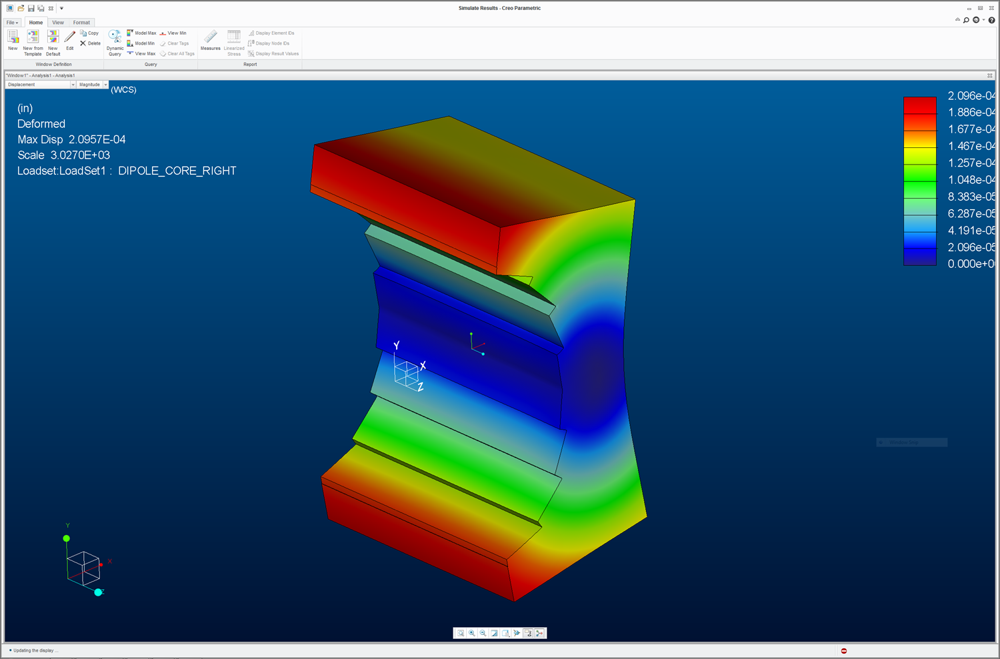 Simulate Results - Creo Parametric
File
Home
View
Format
New
New from Template
New Default
Edit
Copy
Delete
Window Definition
Dynamic Query
Model Max
Model Min
View Max
View Min
Clear Tags
Clear All Tags
Query
Measures
Linearized Stress
Display Element IDs
Display Node IDs
Display Result Values
Report
"Window1" - Analysis1 - Analysis1
Displacement
Magnitude
(WCS)
(in)
Deformed
Max Disp 2.0957E-04
Scale 3.0270E+03
Loadset:LoadSet1 : DIPOLE_CORE_RIGHT
2.096e-04
1.886e-04
1.677e-04
1.467e-04
1.257e-04
1.048e-04
8.383e-05
6.287e-05
4.191e-05
2.096e-05
0.000e+0
Y
X
Z
Y
X
Z
Updating the display ...